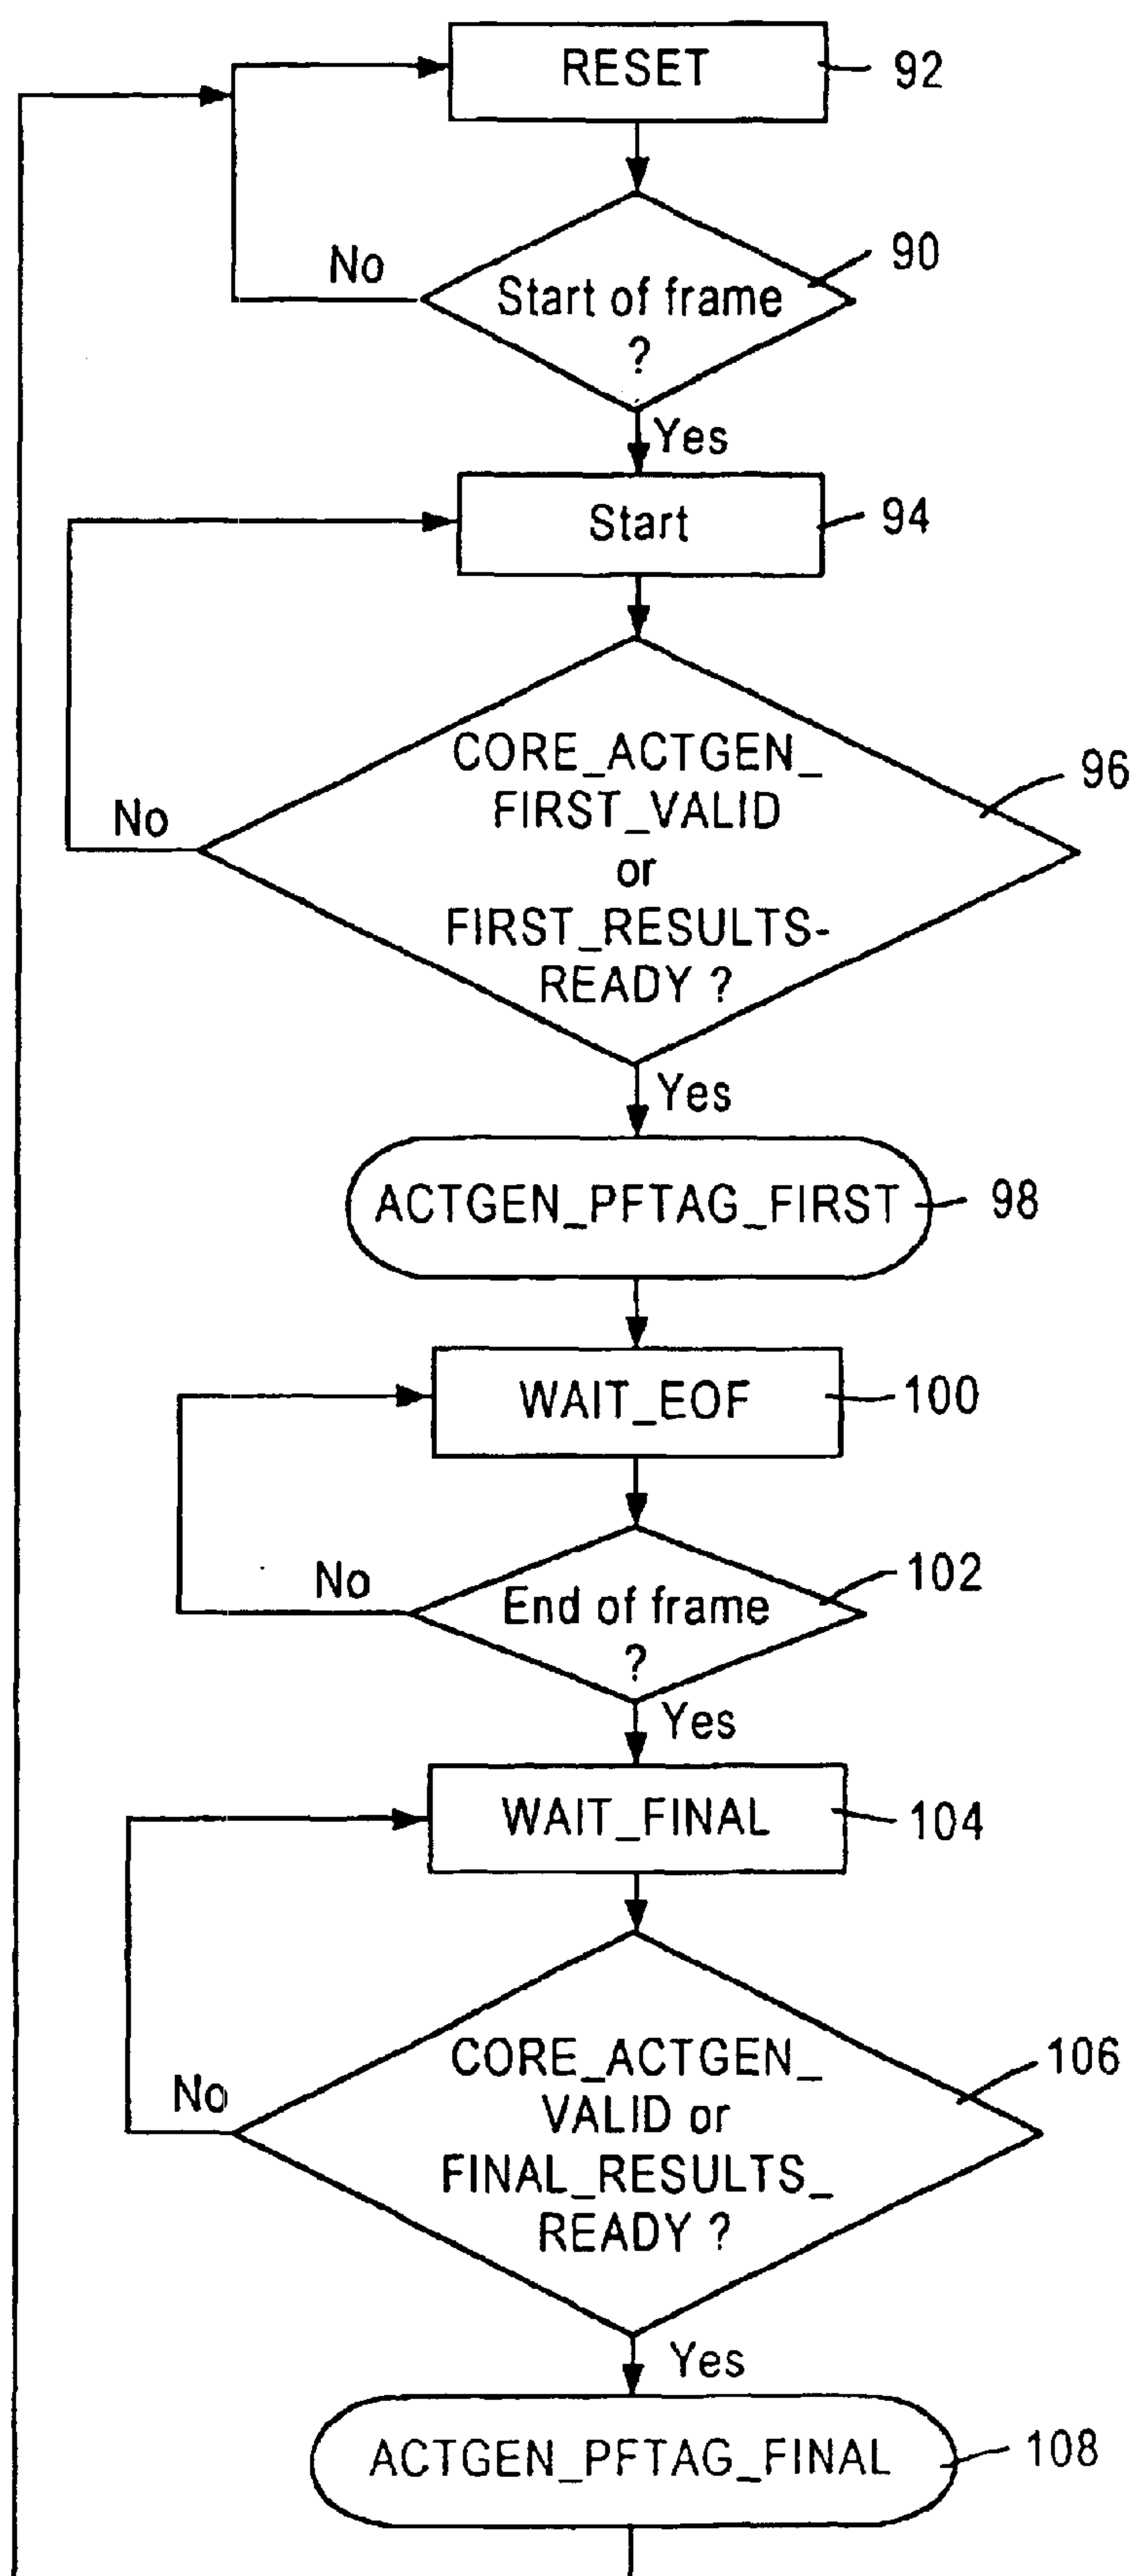 RESET
92
90
No
Start of frame
?
Yes
Start
94
CORE_ACTGEN_
FIRST_VALID
or
FIRST_RESULTS-
READY ?
96
No
Yes
ACTGEN_PFTAG_FIRST
98
WAIT_EOF
100
No
End of frame
?
102
Yes
WAIT_FINAL
104
CORE_ACTGEN_
VALID or
FINAL_RESULTS_
READY ?
106
No
Yes
ACTGEN_PFTAG_FINAL
108